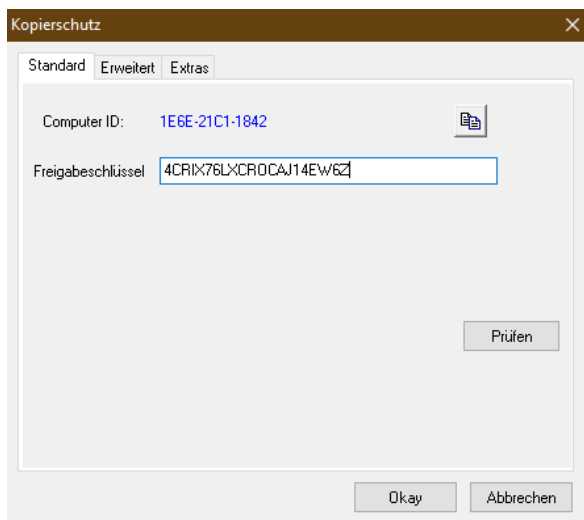 Kopierschutz
Standard Erweitert Extras
Computer ID: 1E6E-21C1-1842
Freigabeschlüssel 4CRIX76LXCROCAJ14EW6Z
Prüfen
Okay Abbrechen